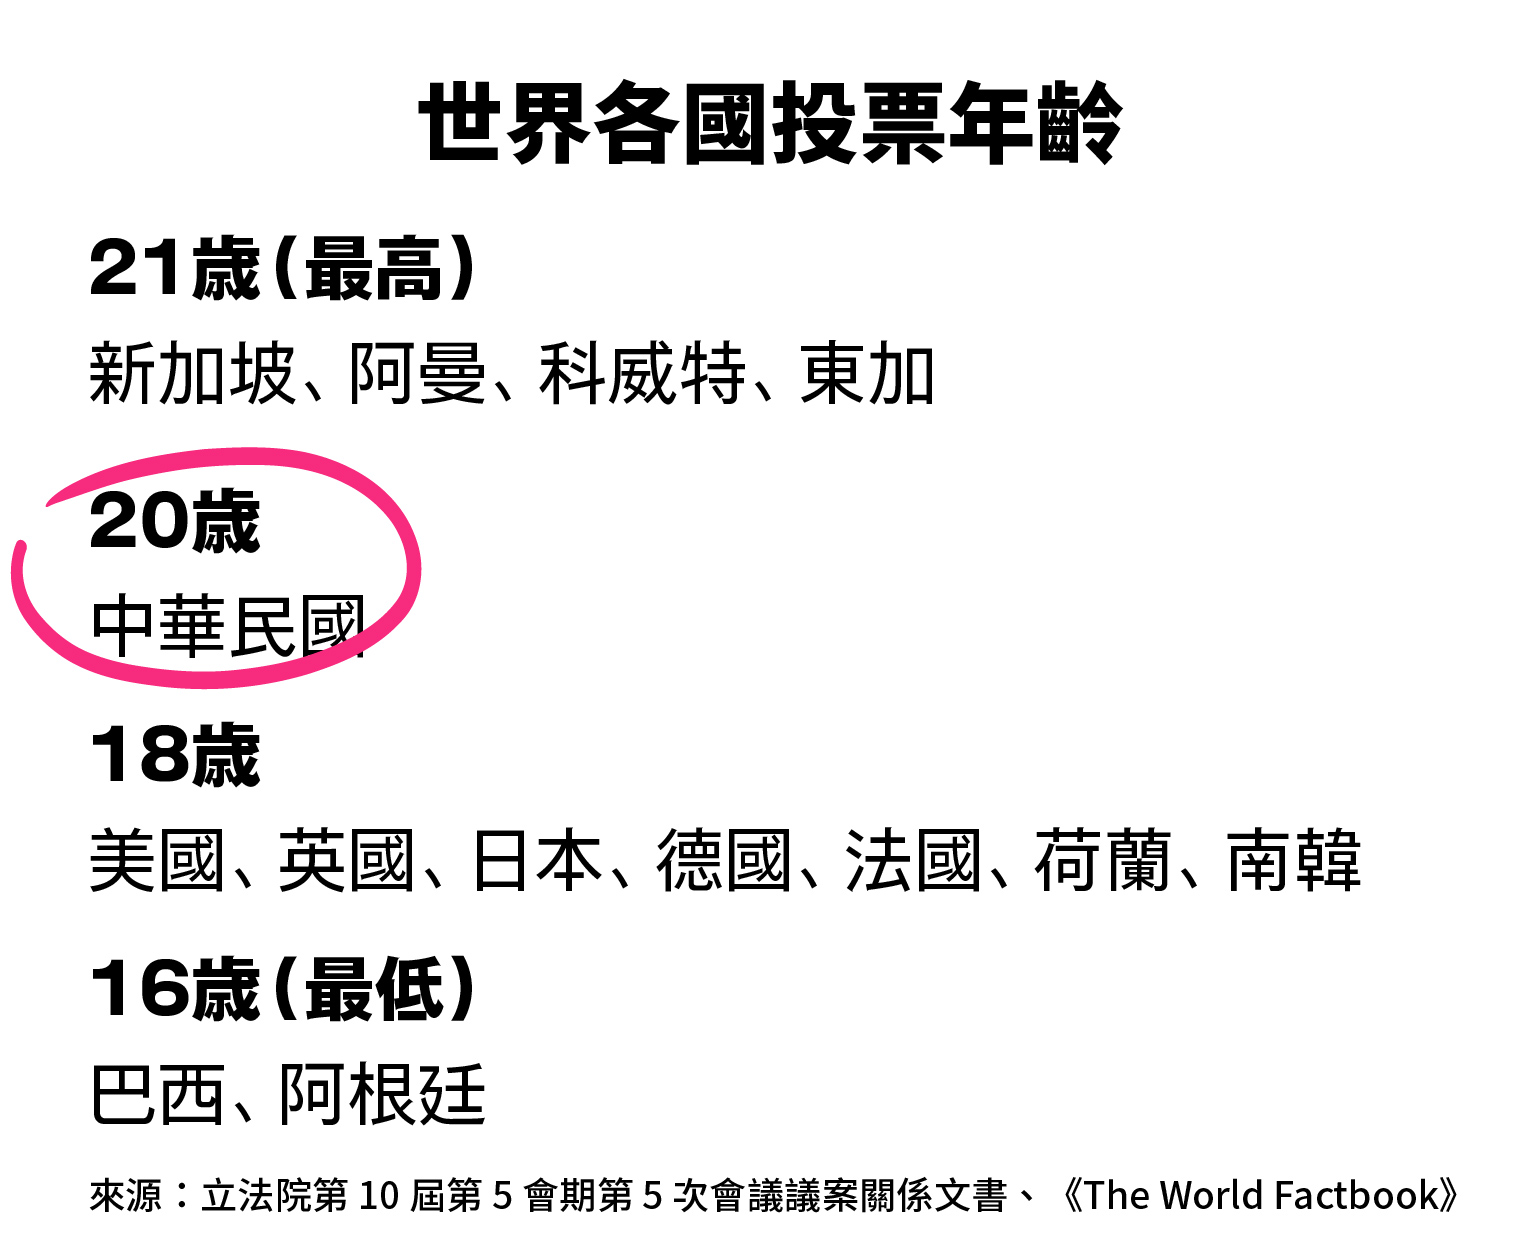 世界各國投票年齡
21歲（最高）
新加坡、阿曼、科威特、東加
20歲
中華民國
18歲
美國、英國、日本、德國、法國、荷蘭、南韓
16歲（最低）
巴西、阿根廷
來源：立法院第 10 屆第 5 會期第 5 次會議議案關係文書、《The World Factbook》